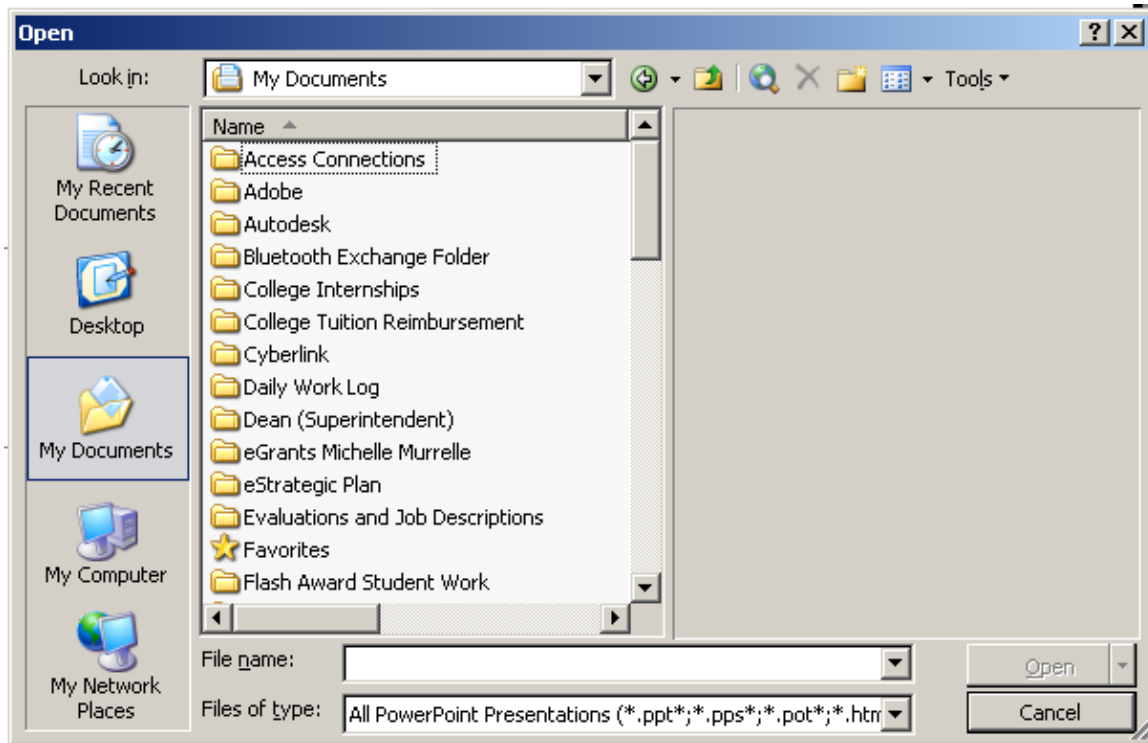 Open
Look in:
My Documents
Tools
My Recent
Documents
Desktop
My Documents
My Computer
My Network
Places
Name
Access Connections
Adobe
Autodesk
Bluetooth Exchange Folder
College Internships
College Tuition Reimbursement
Cyberlink
Daily Work Log
Dean (Superintendent)
eGrants Michelle Murrelle
eStrategic Plan
Evaluations and Job Descriptions
Favorites
Flash Award Student Work
File name:
Open
Files of type:
All PowerPoint Presentations (*.ppt*;*.pps*;*.pot*;*.htm
Cancel